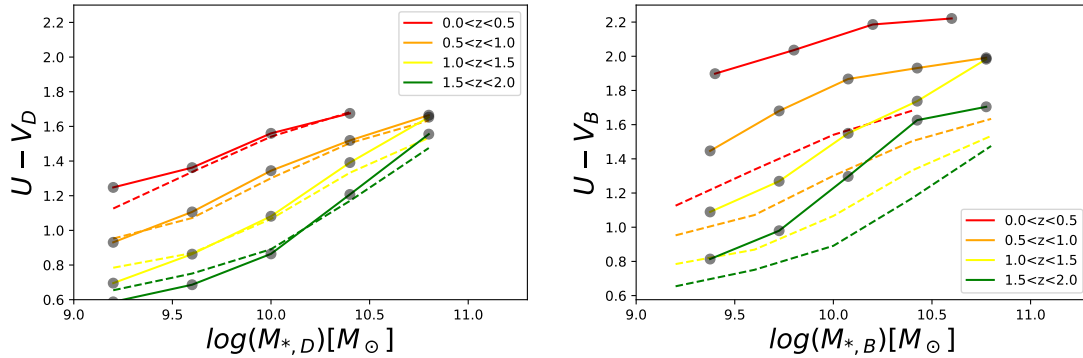 2.2
2.0
1.8
1.6
1.4
1.2
1.0
0.8
0.6
U − V_D
0.0<z<0.5
0.5<z<1.0
1.0<z<1.5
1.5<z<2.0
9.0 9.5 10.0 10.5 11.0
log(M_{*,D})[M_⊙]
2.2
2.0
1.8
1.6
1.4
1.2
1.0
0.8
0.6
U − V_B
0.0<z<0.5
0.5<z<1.0
1.0<z<1.5
1.5<z<2.0
9.0 9.5 10.0 10.5 11.0
log(M_{*,B})[M_⊙]